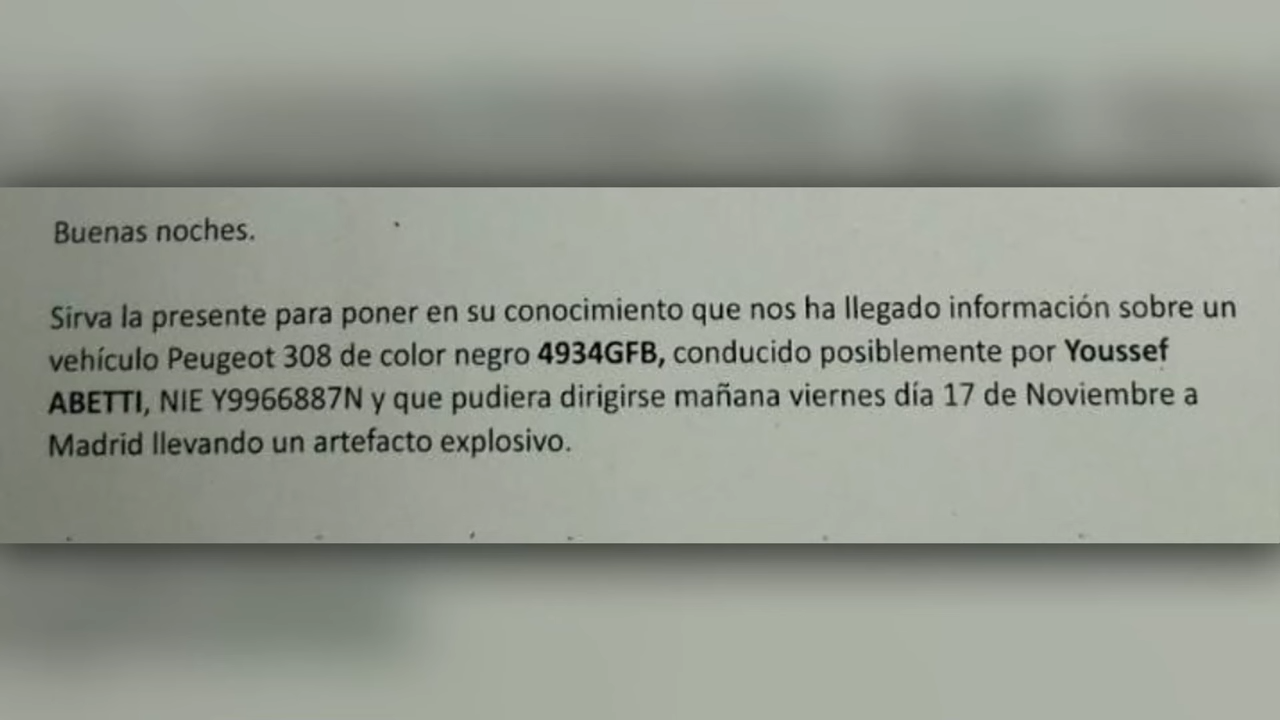 Buenas noches.
Sirva la presente para poner en su conocimiento que nos ha llegado información sobre un
vehículo Peugeot 308 de color negro 4934GFB, conducido posiblemente por Youssef
ABETTI, NIE Y9966887N y que pudiera dirigirse mañana viernes día 17 de Noviembre a
Madrid llevando un artefacto explosivo.